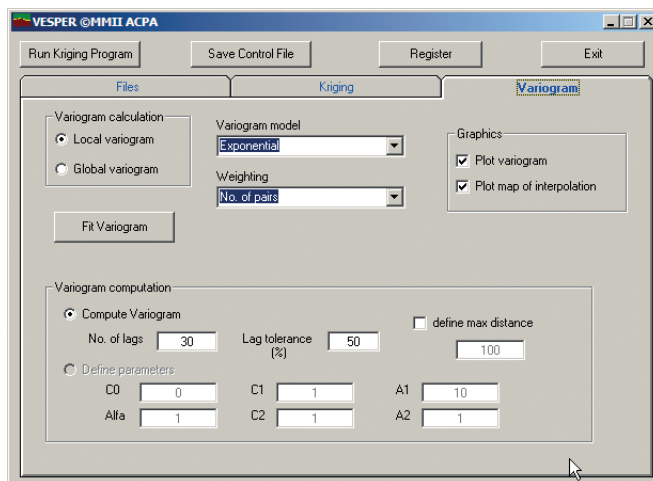 VESPER ©MMII ACPA
Run Kriging Program Save Control File Register Exit
Files Kriging Variogram
Variogram calculation
Local variogram
Global variogram
Variogram model
Exponential
Weighting
No. of pairs
Graphics
Plot variogram
Plot map of interpolation
Fit Variogram
Variogram computation
Compute Variogram
No. of lags 30 Lag tolerance (%) 50
define max distance
100
Define parameters
C0 0 C1 1 A1 10
Alfa 1 C2 1 A2 1